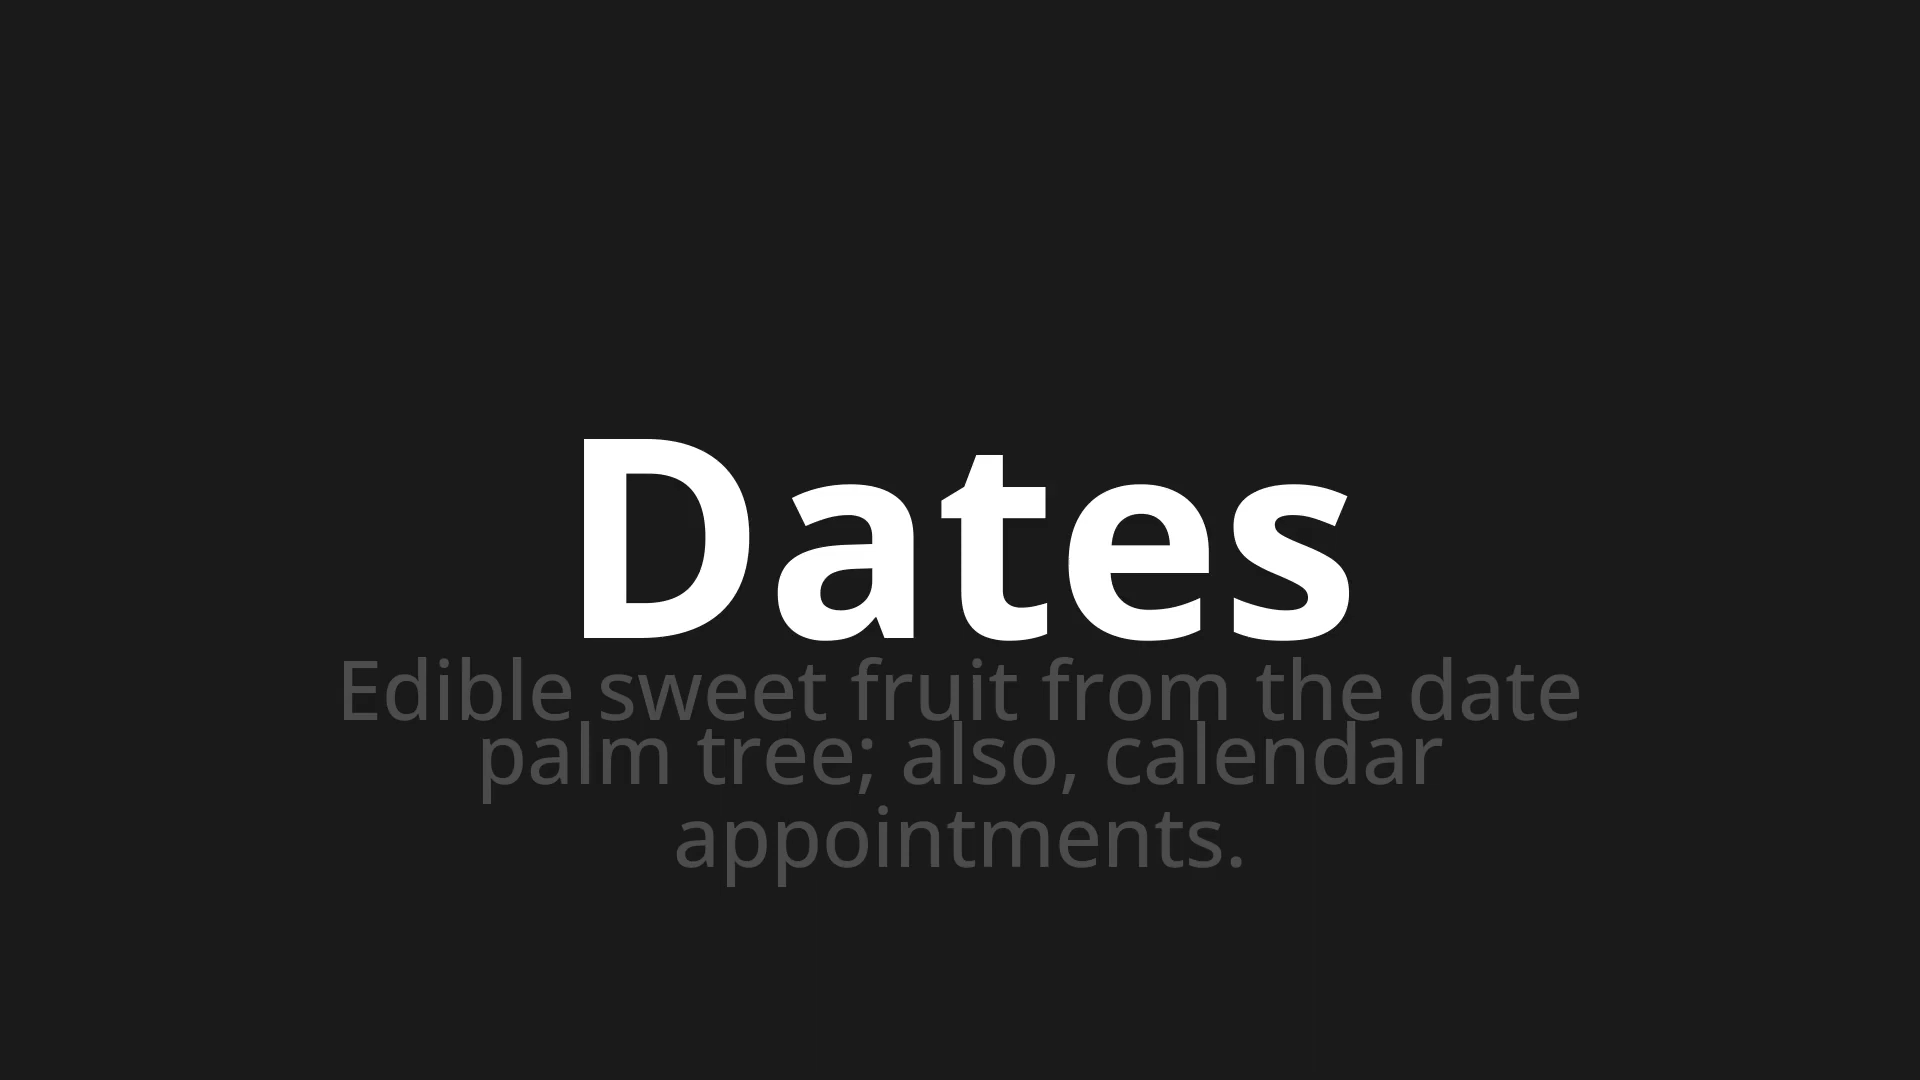 Dates
Edible sweet fruit from the date
palm tree; also, calendar
appointments.